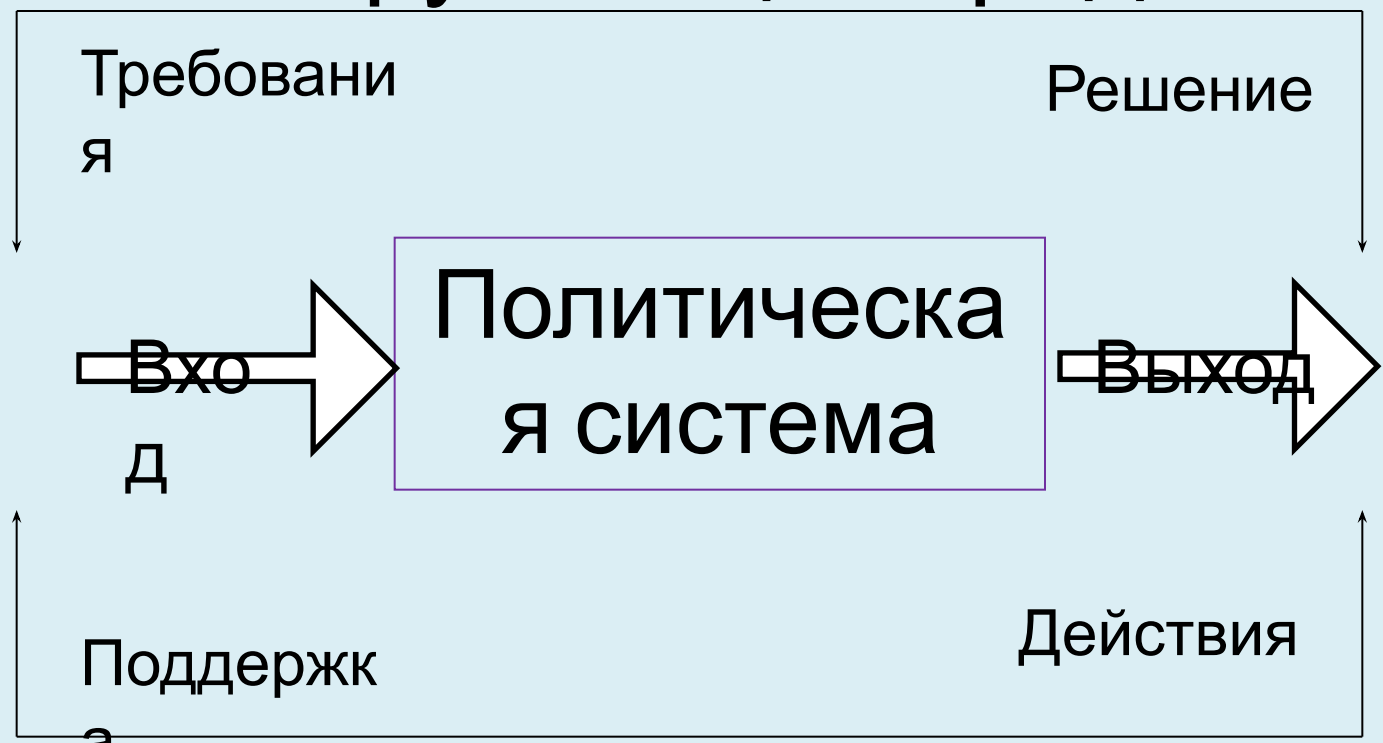 Требовани
я
Решение
Политическа
я система
Вхо
д
Выход
Действия
Поддержк
а